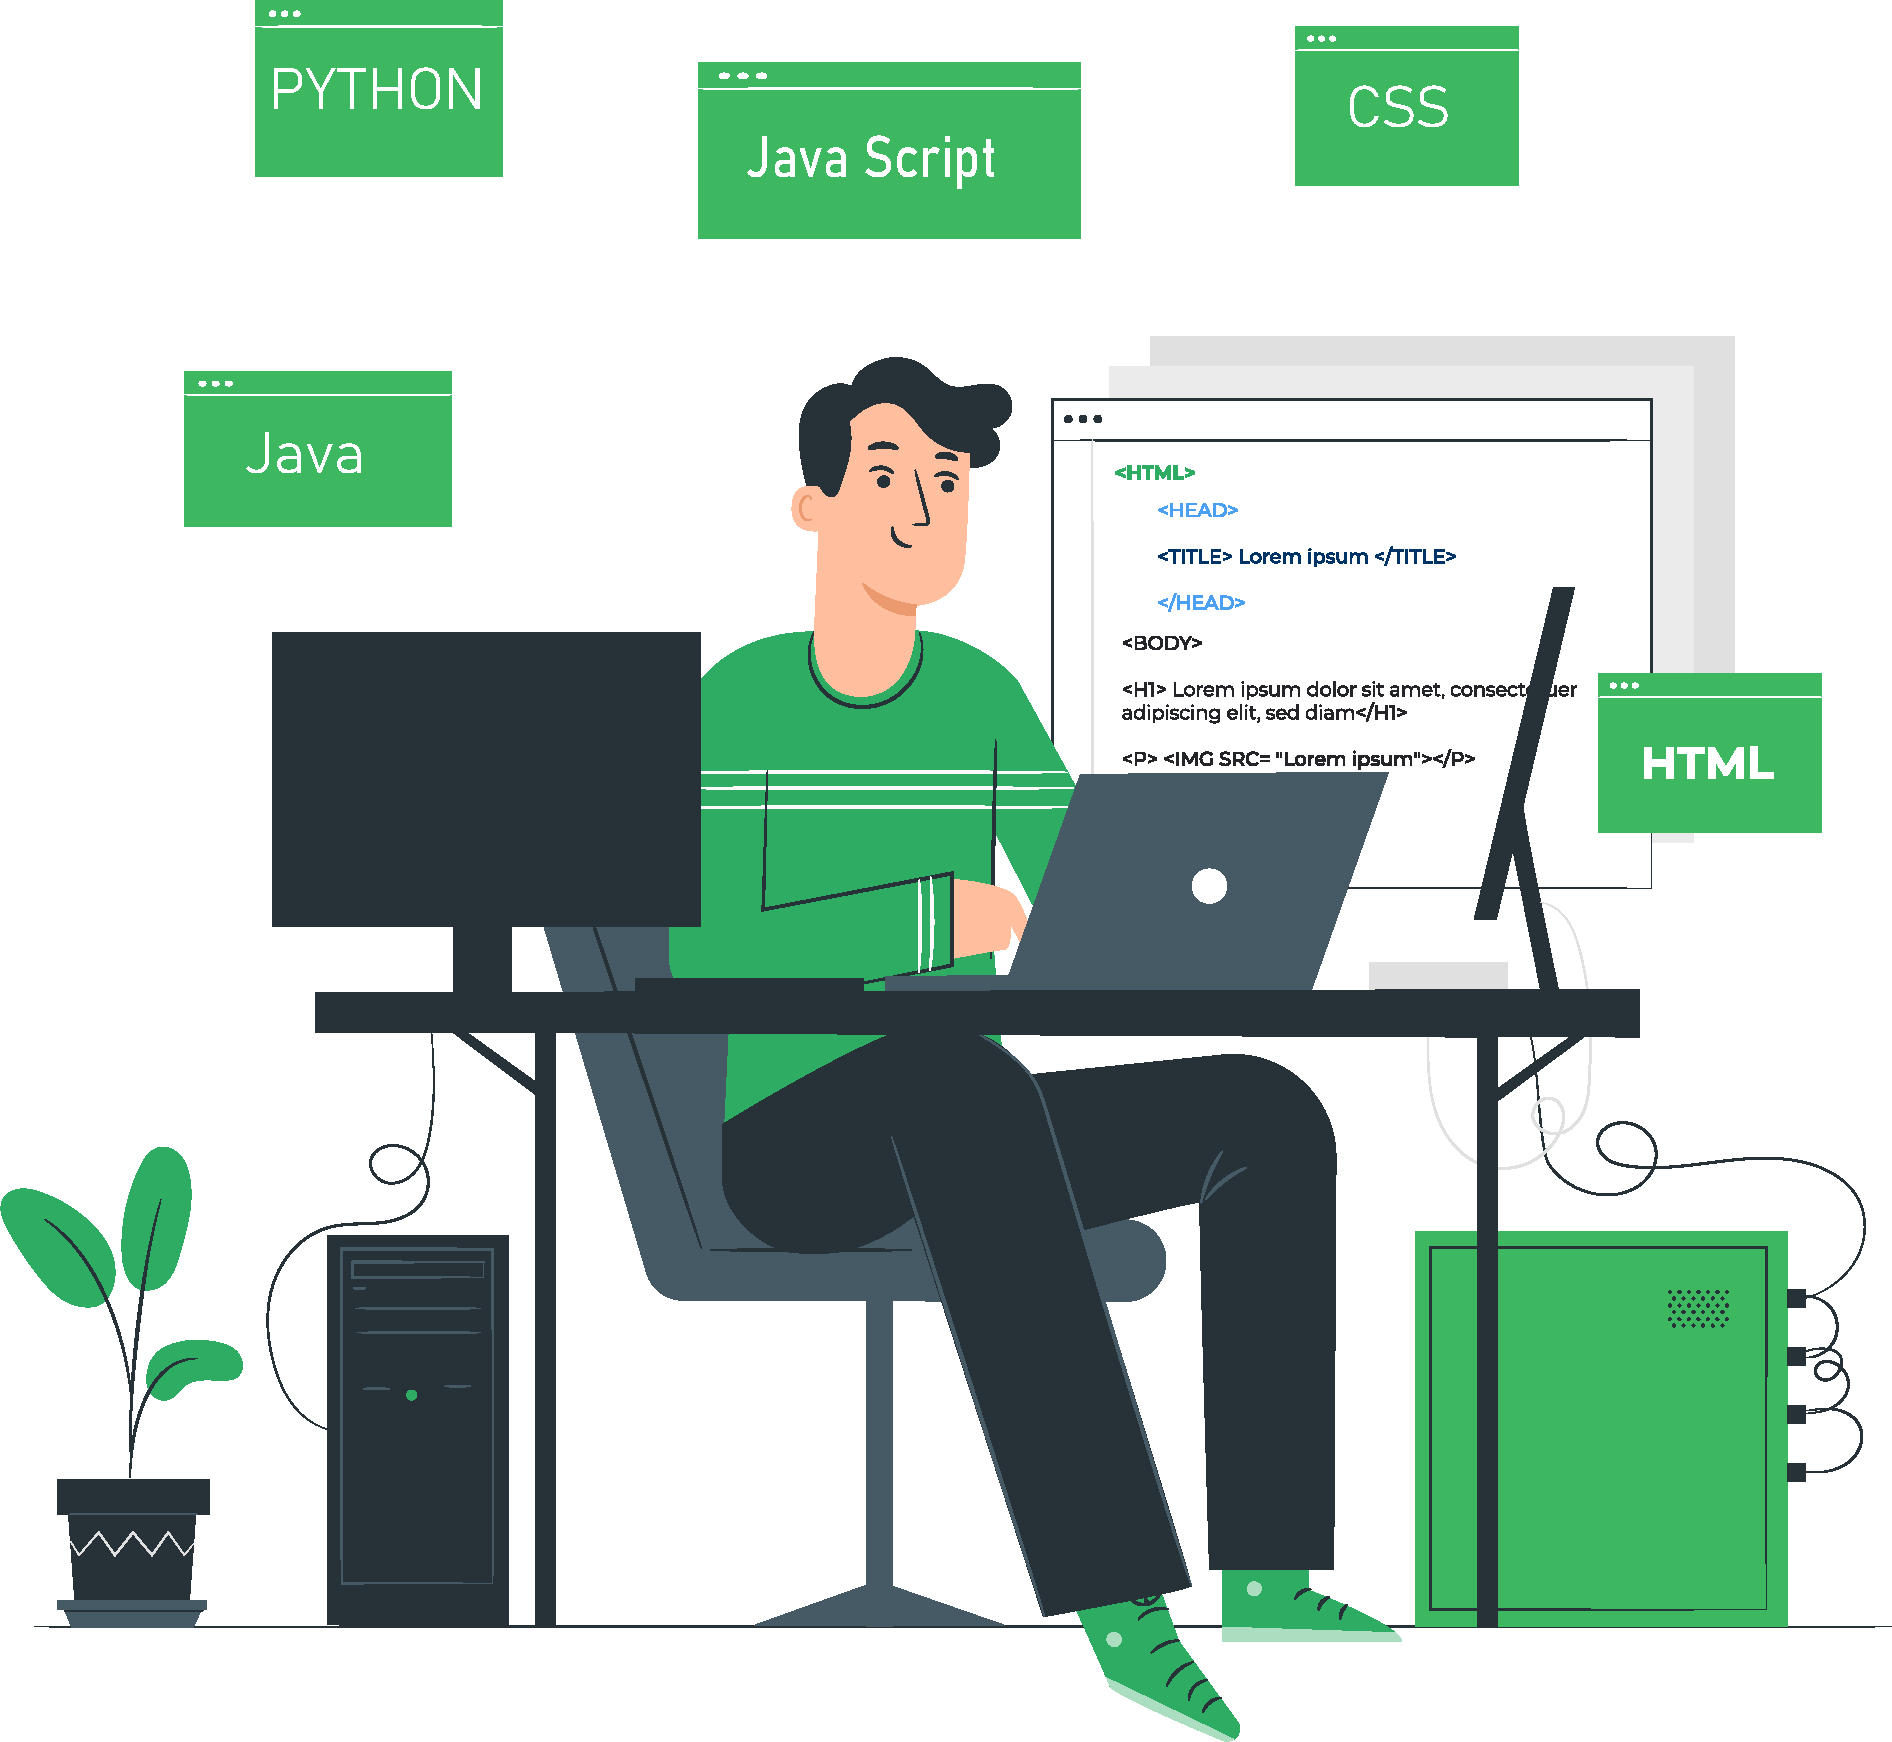 PYTHON
Java Script
CSS
Java
<HTML>
<HEAD>
<TITLE> Lorem ipsum </TITLE>
</HEAD>
<BODY>
<H1> Lorem ipsum dolor sit amet, uer
adipiscing elit, sed diam</H1>
<P> <IMG SRC= "Lorem ipsum"></P>
HTML